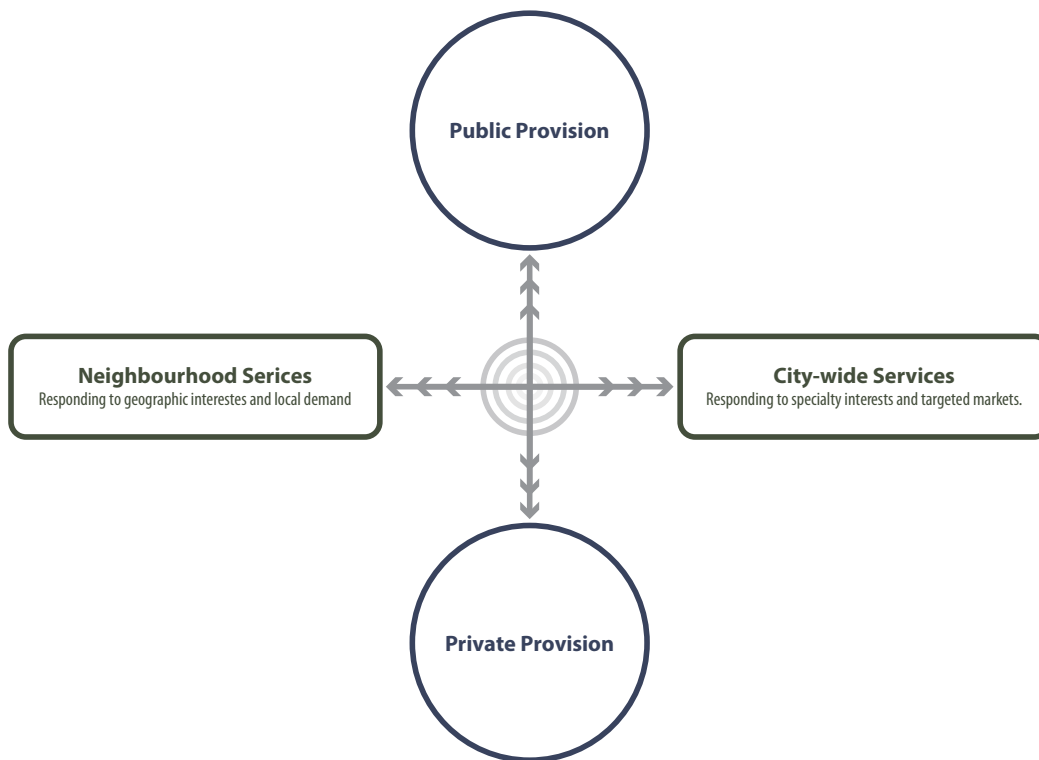 Public Provision
Neighbourhood Serices
Responding to geographic interestes and local demand
City-wide Services
Responding to specialty interests and targeted markets.
Private Provision